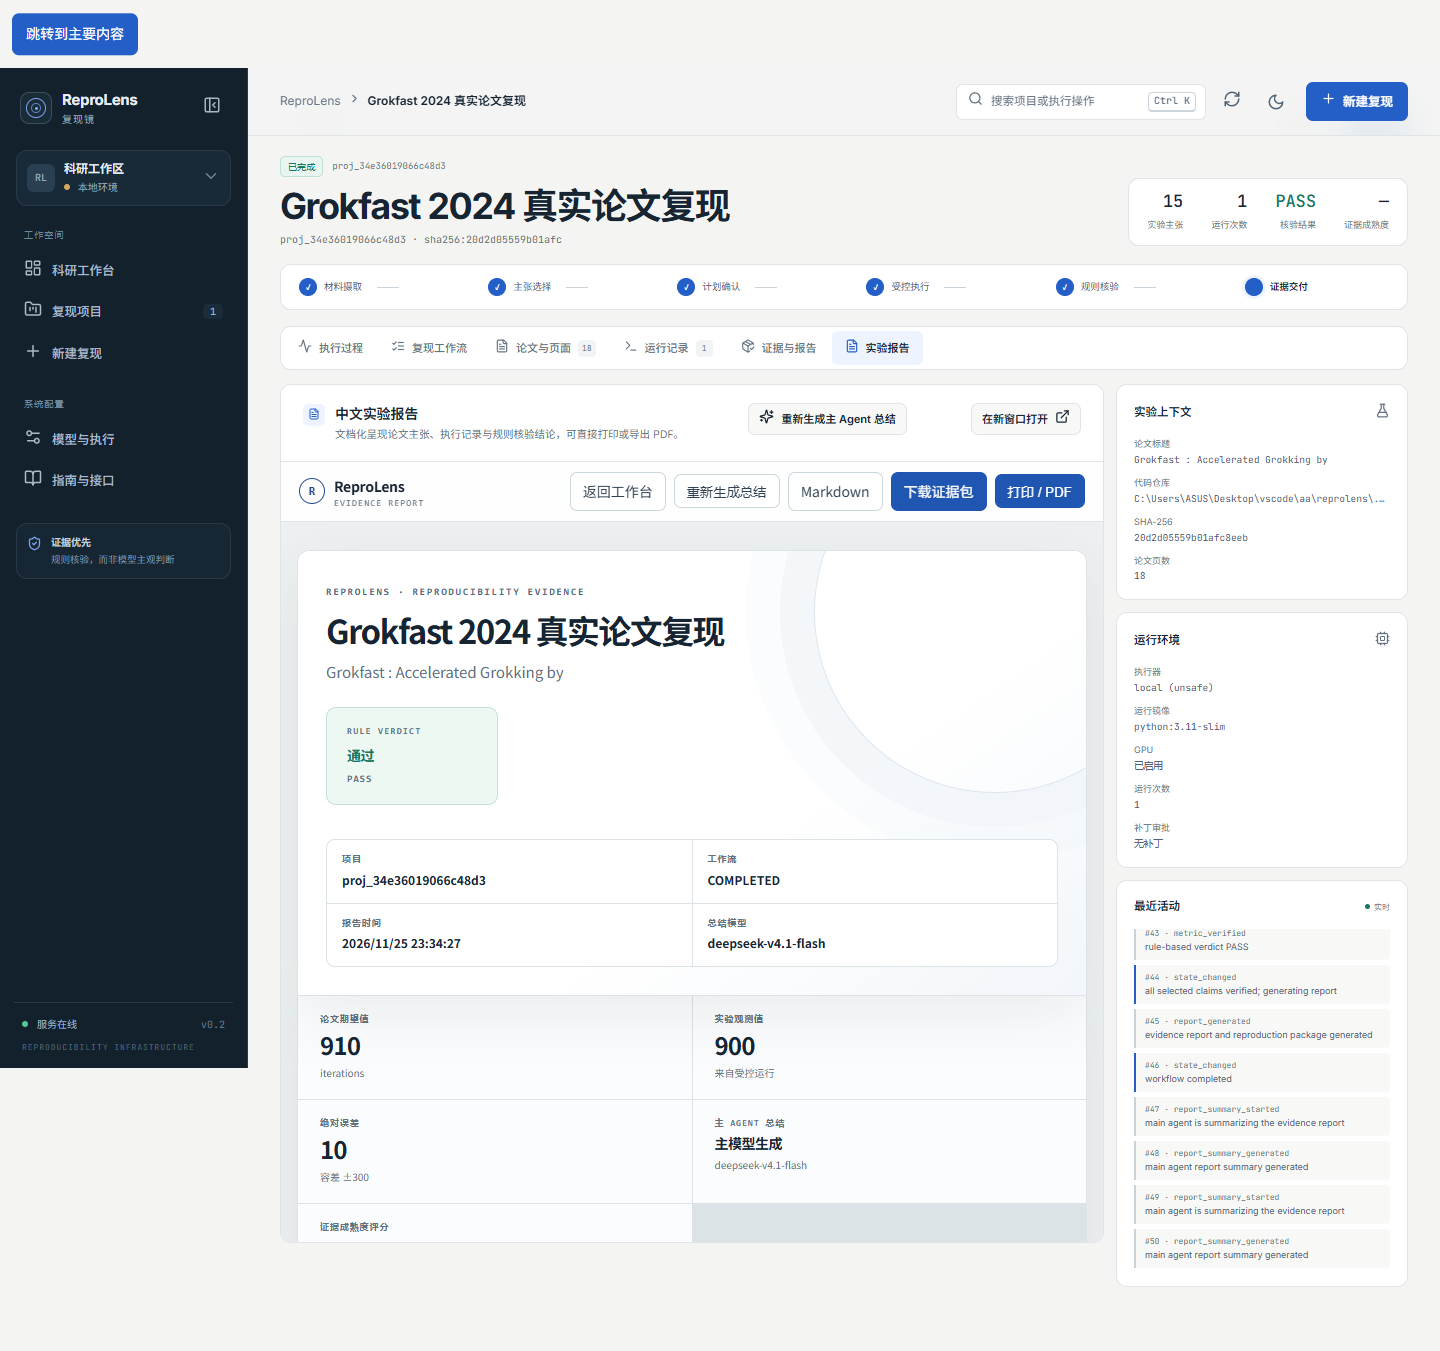 跳转到主要内容
ReproLens
复现镜
RL
科研工作区
本地环境
工作空间
科研工作台
复现项目
1
新建复现
系统配置
模型与执行
指南与接口
证据优先
规则核验，而非模型主观判断
服务在线
v0.2
REPRODUCIBILITY INFRASTRUCTURE
ReproLens
Grokfast 2024 真实论文复现
搜索项目或执行操作
Ctrl K
新建复现
已完成
proj_34e36019066c48d3
Grokfast 2024 真实论文复现
proj_34e36019066c48d3 · sha256:20d2d05559b01afc
15
实验主张
1
运行次数
PASS
核验结果
—
证据成熟度
材料摄取
主张选择
计划确认
受控执行
规则核验
证据交付
执行过程
复现工作流
论文与页面
18
运行记录
1
证据与报告
实验报告
中文实验报告
文档化呈现论文主张、执行记录与规则核验结论，可直接打印或导出 PDF。
重新生成主 Agent 总结
在新窗口打开
R
ReproLens
EVIDENCE REPORT
返回工作台
重新生成总结
Markdown
下载证据包
打印 / PDF
REPROLENS · REPRODUCIBILITY EVIDENCE
Grokfast 2024 真实论文复现
Grokfast : Accelerated Grokking by
RULE VERDICT
通过
PASS
项目
proj_34e36019066c48d3
工作流
COMPLETED
报告时间
2026/11/25 23:34:27
总结模型
deepseek-v4.1-flash
论文期望值
910
iterations
实验观测值
900
来自受控运行
绝对误差
10
容差 ±300
主 AGENT 总结
主模型生成
deepseek-v4.1-flash
证据成熟度评分
实验上下文
论文标题
Grokfast : Accelerated Grokking by
代码仓库
C:\Users\ASUS\Desktop\vscode\aa\reprolens\...
SHA-256
20d2d05559b01afc8eeb
论文页数
18
运行环境
执行器
local (unsafe)
运行镜像
python:3.11-slim
GPU
已启用
运行次数
1
补丁审批
无补丁
最近活动
实时
#43 · metric_verified
rule-based verdict PASS
#44 · state_changed
all selected claims verified; generating report
#45 · report_generated
evidence report and reproduction package generated
#46 · state_changed
workflow completed
#47 · report_summary_started
main agent is summarizing the evidence report
#48 · report_summary_generated
main agent report summary generated
#49 · report_summary_started
main agent is summarizing the evidence report
#50 · report_summary_generated
main agent report summary generated